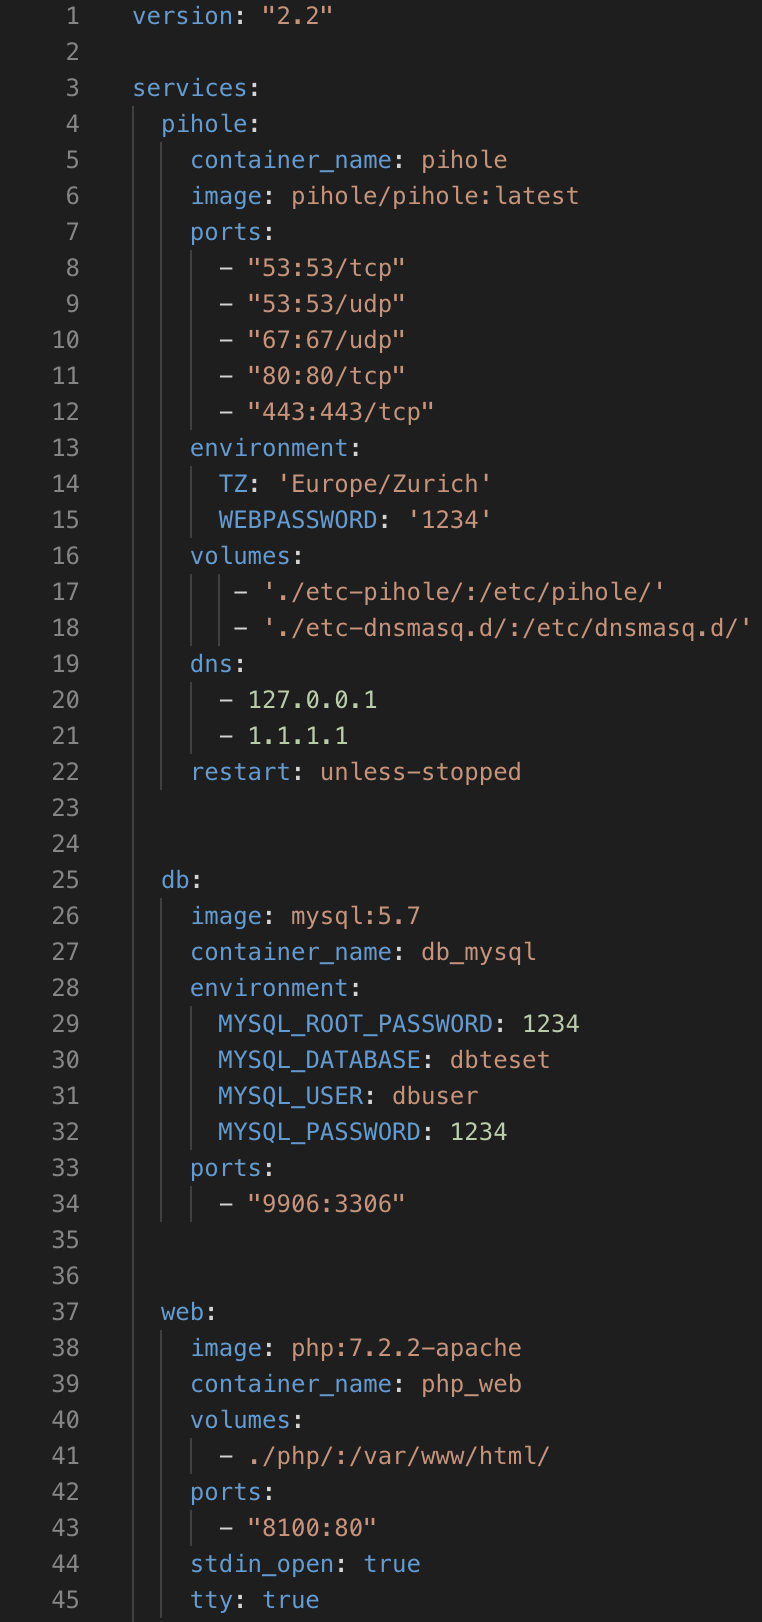 1 version: "2.2"
2
3 services:
4 pihole:
5 container_name: pihole
6 image: pihole/pihole:latest
7 ports:
8 - "53:53/tcp"
9 - "53:53/udp"
10 - "67:67/udp"
11 - "80:80/tcp"
12 - "443:443/tcp"
13 environment:
14 TZ: 'Europe/Zurich'
15 WEBPASSWORD: '1234'
16 volumes:
17 - './etc-pihole/:/etc/pihole/'
18 - './etc-dnsmasq.d/:/etc/dnsmasq.d/'
19 dns:
20 - 127.0.0.1
21 - 1.1.1.1
22 restart: unless-stopped
23
24
25 db:
26 image: mysql:5.7
27 container_name: db_mysql
28 environment:
29 MYSQL_ROOT_PASSWORD: 1234
30 MYSQL_DATABASE: dbteset
31 MYSQL_USER: dbuser
32 MYSQL_PASSWORD: 1234
33 ports:
34 - "9906:3306"
35
36
37 web:
38 image: php:7.2.2-apache
39 container_name: php_web
40 volumes:
41 - ./php/:/var/www/html/
42 ports:
43 - "8100:80"
44 stdin_open: true
45 tty: true